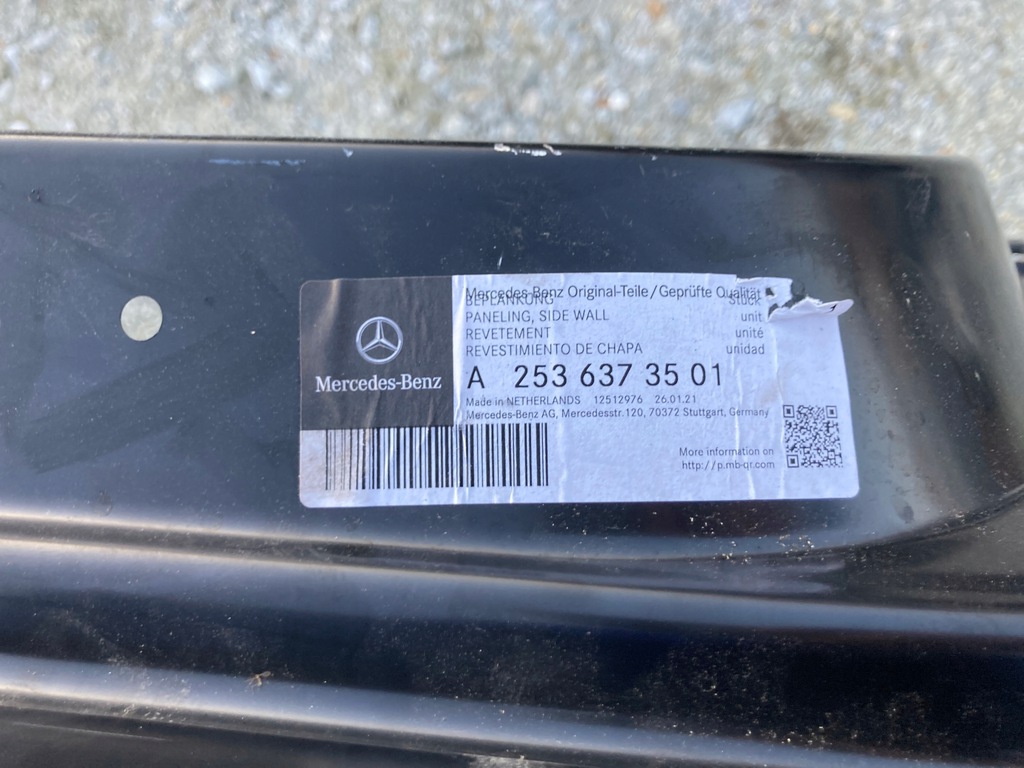 Mercedes-Benz
Mercedes-Benz Original-Teile/Geprüfte Qualität
BEPLANKUNG Stück
PANELING, SIDE WALL unit
REVETEMENT unité
REVESTIMIENTO DE CHAPA unidad
A 253 637 35 01
Made in NETHERLANDS 12512976 26.01.21
Mercedes-Benz AG, Mercedesstr.120, 70372 Stuttgart, Germany
More information on
http://p.mb-qr.com